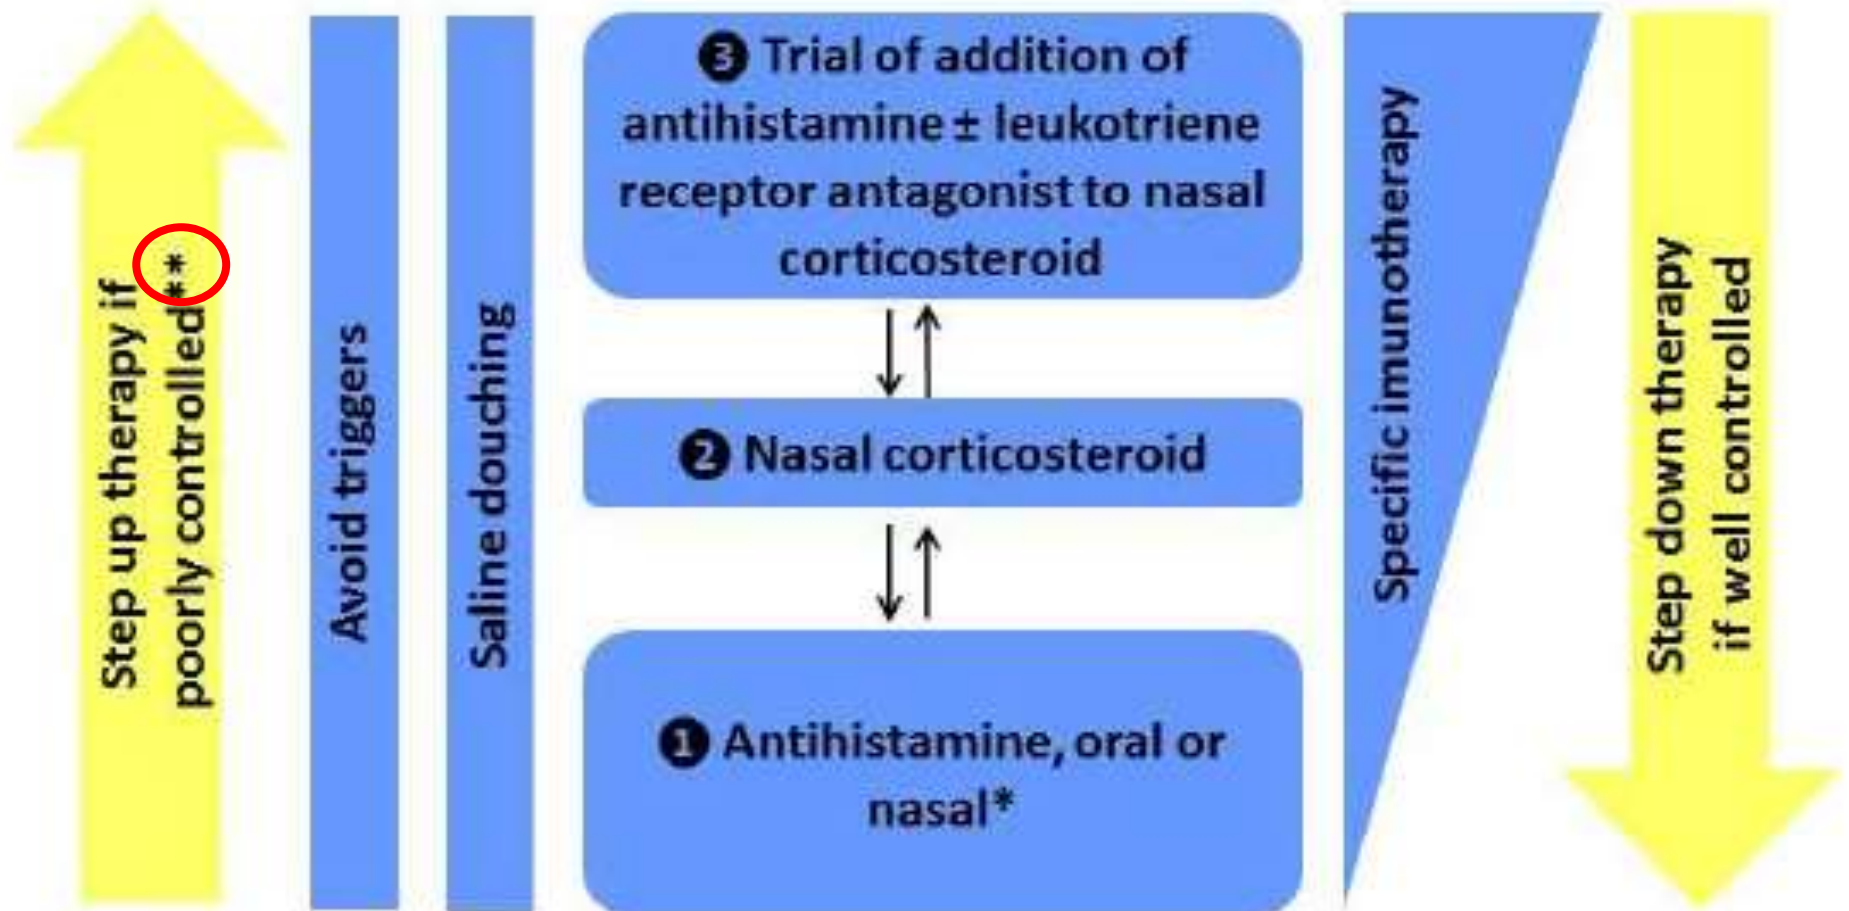 Step up therapy if
poorly controlled**
Avoid triggers
Saline douching
❸ Trial of addition of
antihistamine ± leukotriene
receptor antagonist to nasal
corticosteroid
❷ Nasal corticosteroid
❶ Antihistamine, oral or
nasal*
Specific imunotherapy
Step down therapy
if well controlled